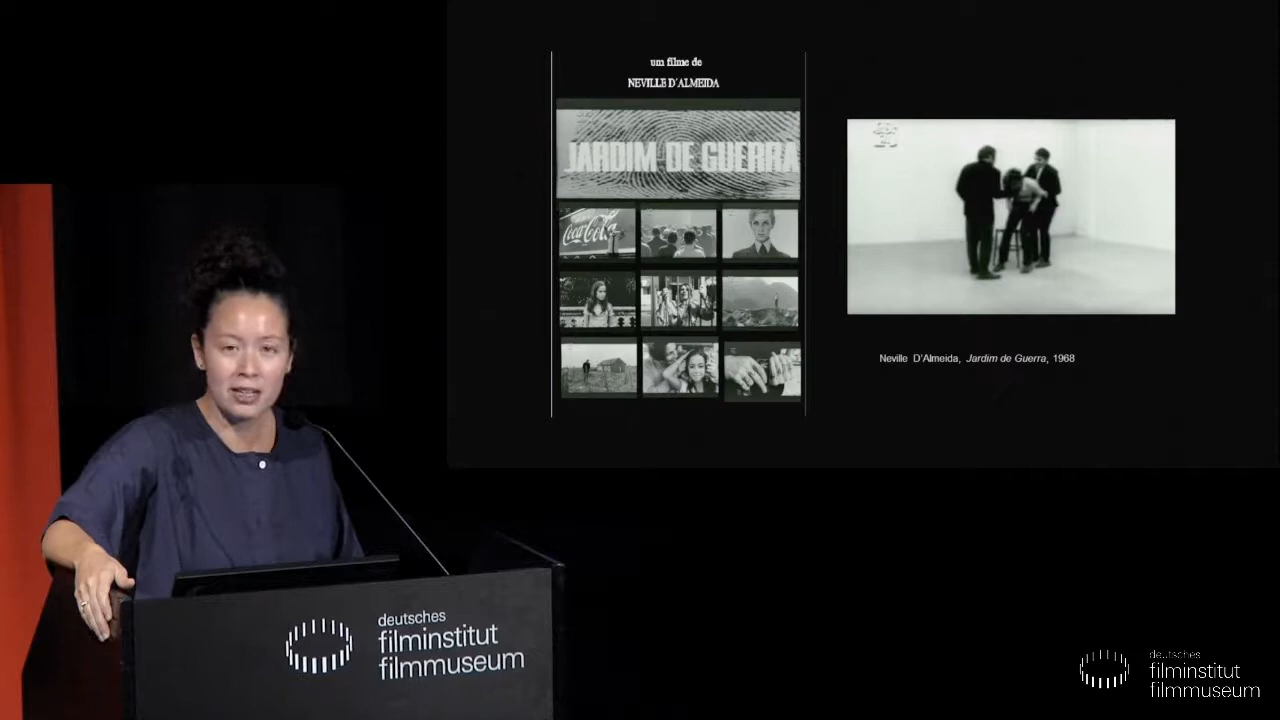 um filme de
NEVILLE D'ALMEIDA
JARDIM DE GUERRA
Coca-Cola
Neville D'Almeida, Jardim de Guerra, 1968
deutsches
filminstitut
filmmuseum
deutsches
filminstitut
filmmuseum